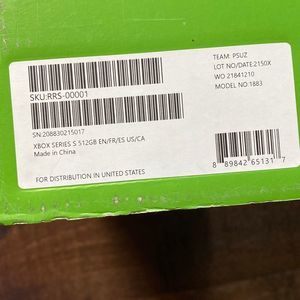 TEAM: PSUZ
LOT NO/DATE:2150X
WO 21841210
MODEL NO:1883
SKU:RRS-00001
SN:208830215017
XBOX SERIES S 512GB EN/FR/ES US/CA
Made in China
FOR DISTRIBUTION IN UNITED STATES
8 89842 65131 7